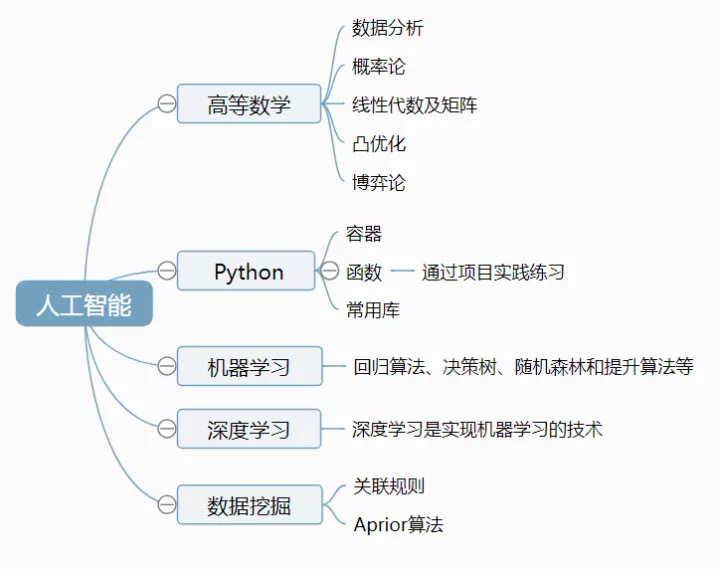 人工智能
高等数学
数据分析
概率论
线性代数及矩阵
凸优化
博弈论
Python
容器
函数
通过项目实践练习
常用库
机器学习
回归算法、决策树、随机森林和提升算法等
深度学习
深度学习是实现机器学习的技术
数据挖掘
关联规则
Aprior算法